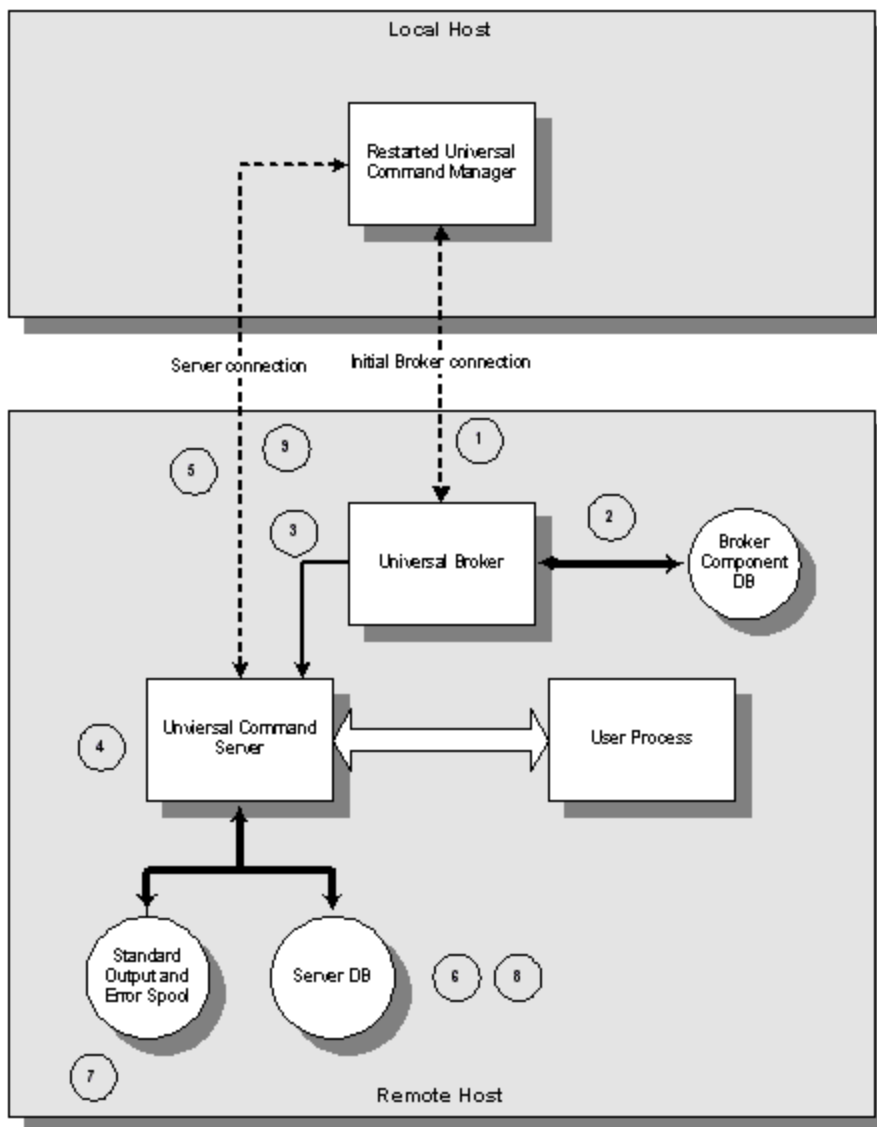 Local Host
Restarted Universal
Command Manager
Server connection
Initial Broker connection
1
9
5
2
3
Universal Broker
Broker
Component
DB
Unviersal Command
Server
4
User Process
Standard
Output and
Error Spool
Server DB
6
8
7
Remote Host